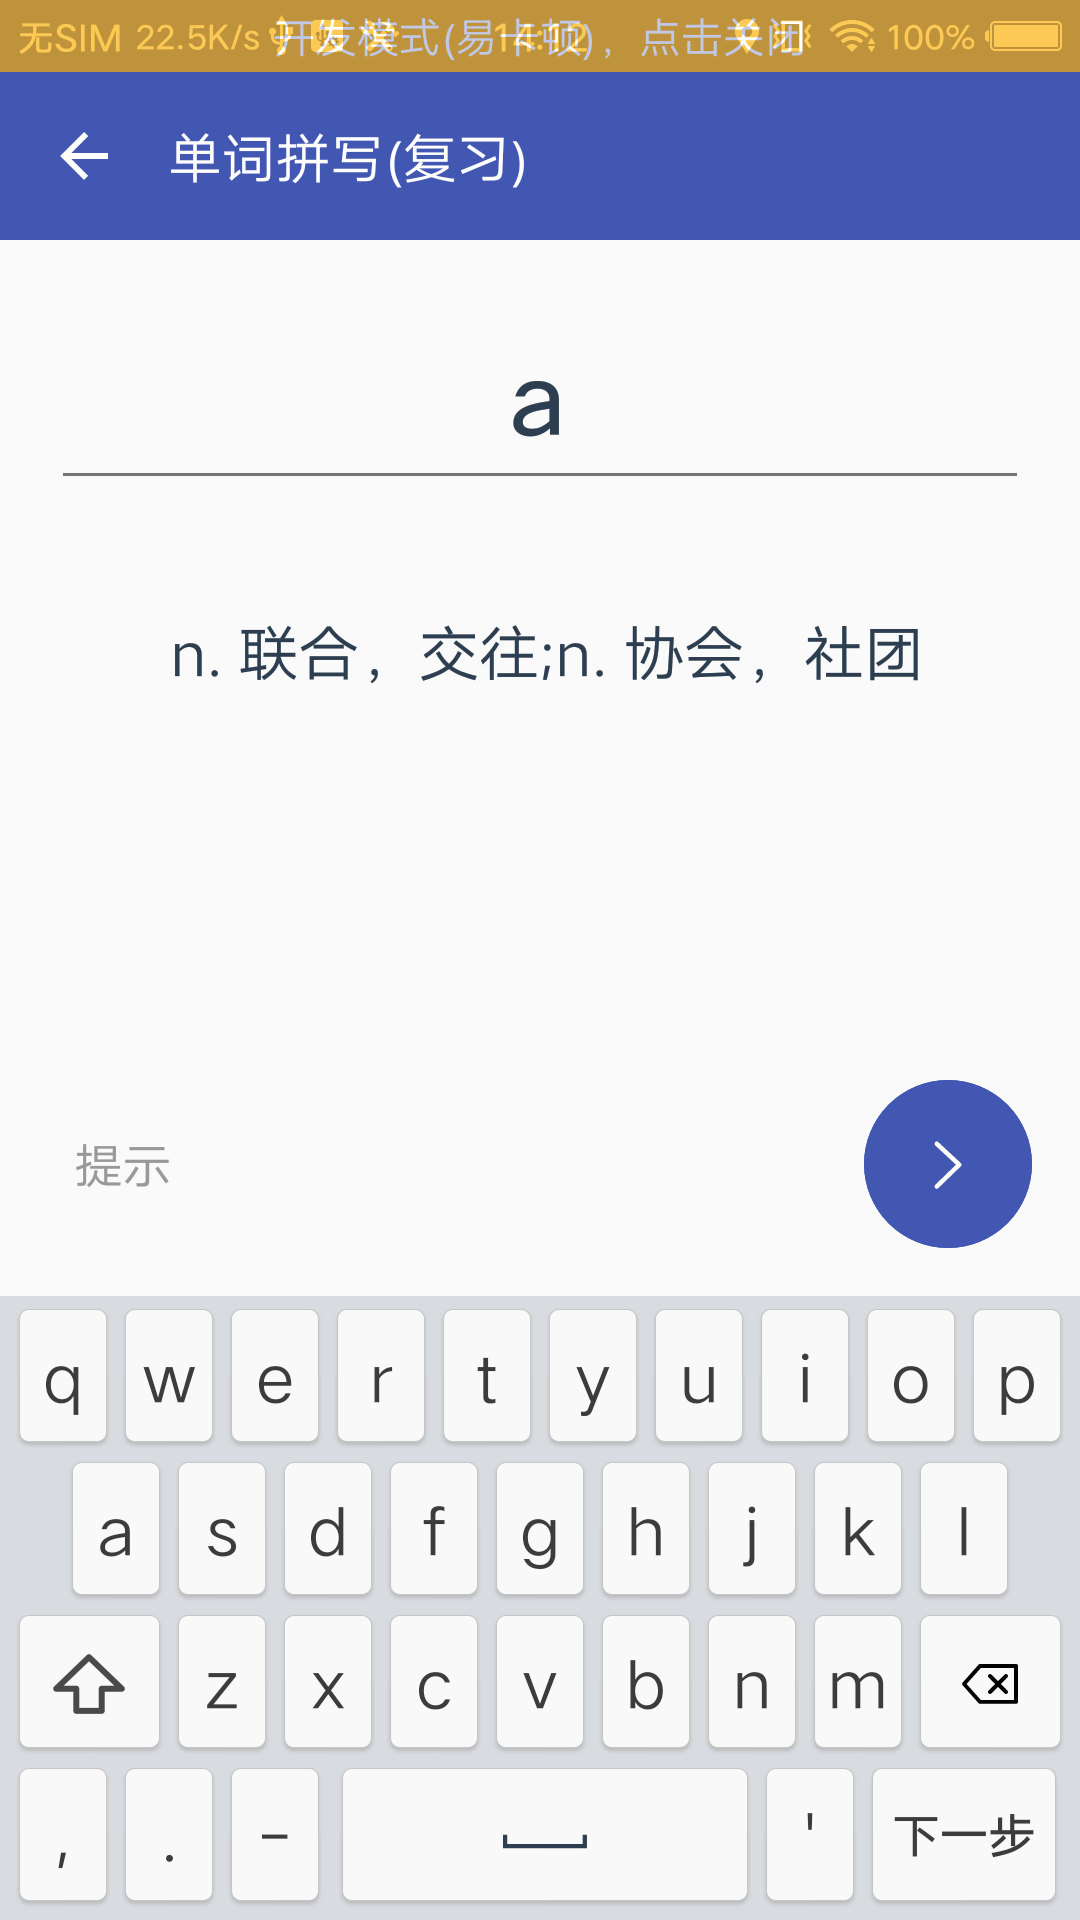 无SIM 22.5K/s 开发模式(易卡顿)，点击关闭 14:12 100%
单词拼写(复习)
a
n. 联合，交往;n. 协会，社团
提示
q w e r t y u i o p
a s d f g h j k l
z x c v b n m
, . - ' 下一步